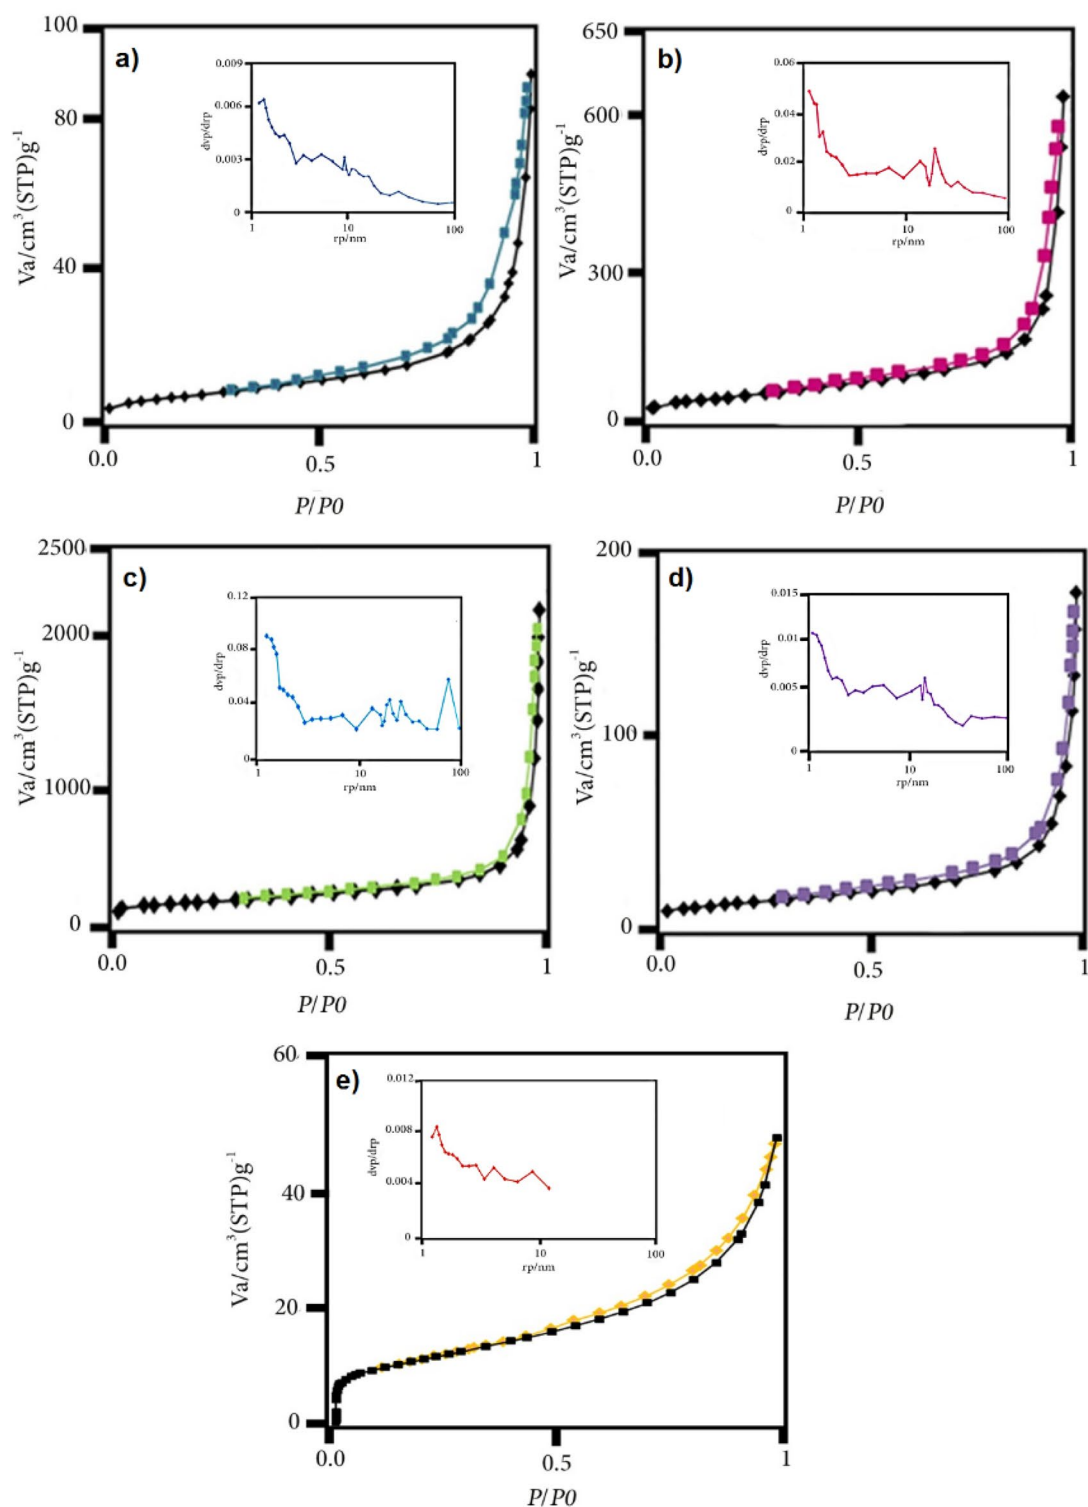 a)
100
80
40
0
Va/cm³(STP)g⁻¹
0.0 0.5 1
P/P0
0.009
0.006
0.003
0
dvp/drp
1 10 100
rp/nm
b)
650
600
300
0
Va/cm³(STP)g⁻¹
0.0 0.5 1
P/P0
0.06
0.04
0.02
0
dvp/drp
1 10 100
rp/nm
c)
2500
2000
1000
0
Va/cm³(STP)g⁻¹
0.0 0.5 1
P/P0
0.12
0.08
0.04
0
dvp/drp
1 10 100
rp/nm
d)
200
100
0
Va/cm³(STP)g⁻¹
0.0 0.5 1
P/P0
0.015
0.01
0.005
0
dvp/drp
1 10 100
rp/nm
e)
60
40
20
0
Va/cm³(STP)g⁻¹
0.0 0.5 1
P/P0
0.012
0.008
0.004
0
dvp/drp
1 10 100
rp/nm